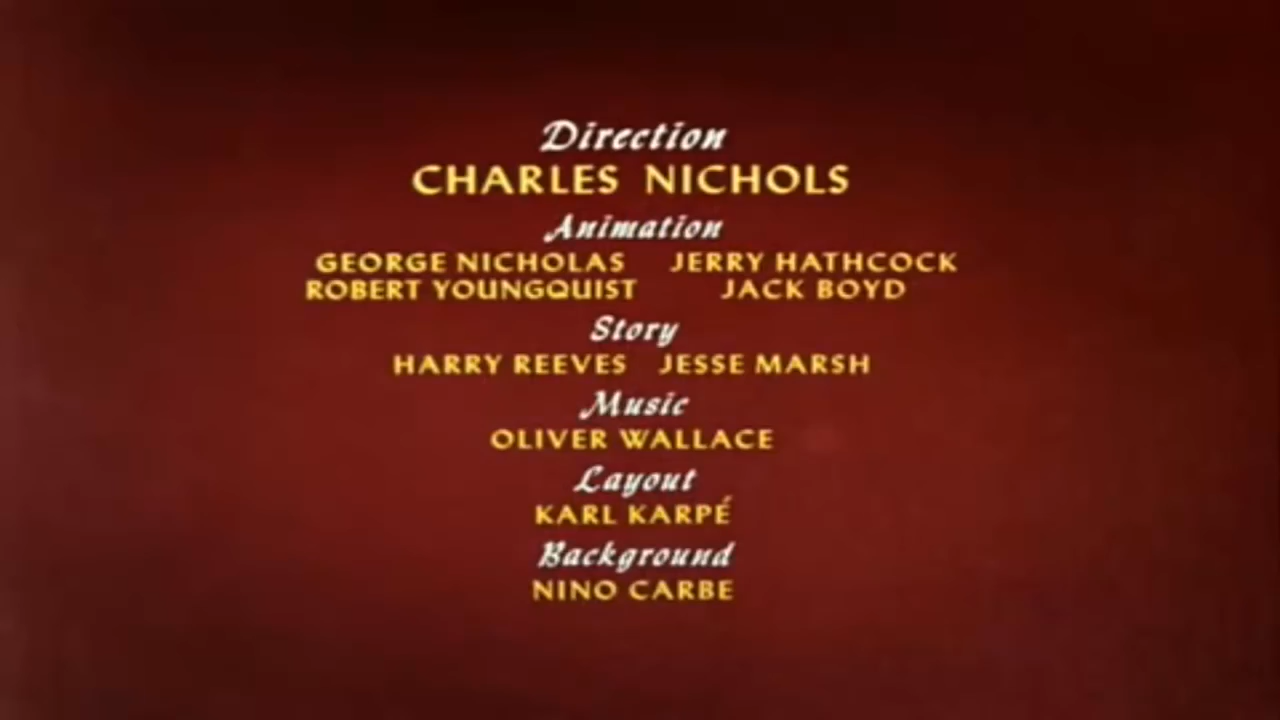 Direction
CHARLES NICHOLS
Animation
GEORGE NICHOLAS JERRY HATHCOCK
ROBERT YOUNGQUIST JACK BOYD
Story
HARRY REEVES JESSE MARSH
Music
OLIVER WALLACE
Layout
KARL KARPÉ
Background
NINO CARBE